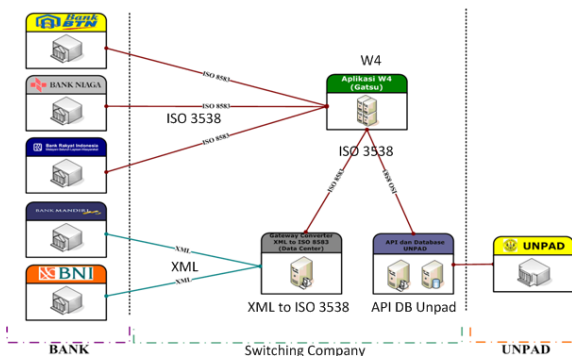 Bank
BTN
BANK NIAGA
Bank Rakyat Indonesia
BANK MANDIRI
BNI
ISO 8583
ISO 8583
ISO 3538
ISO 8583
XML
XML
XML
W4
Aplikasi W4
(Gatsu)
ISO 3538
ISO 8583
ISO 8583
Gateway Converter
XML to ISO 8583
(Data Center)
XML to ISO 3538
API dan Database
UNPAD
API DB Unpad
UNPAD
BANK
Switching Company
UNPAD